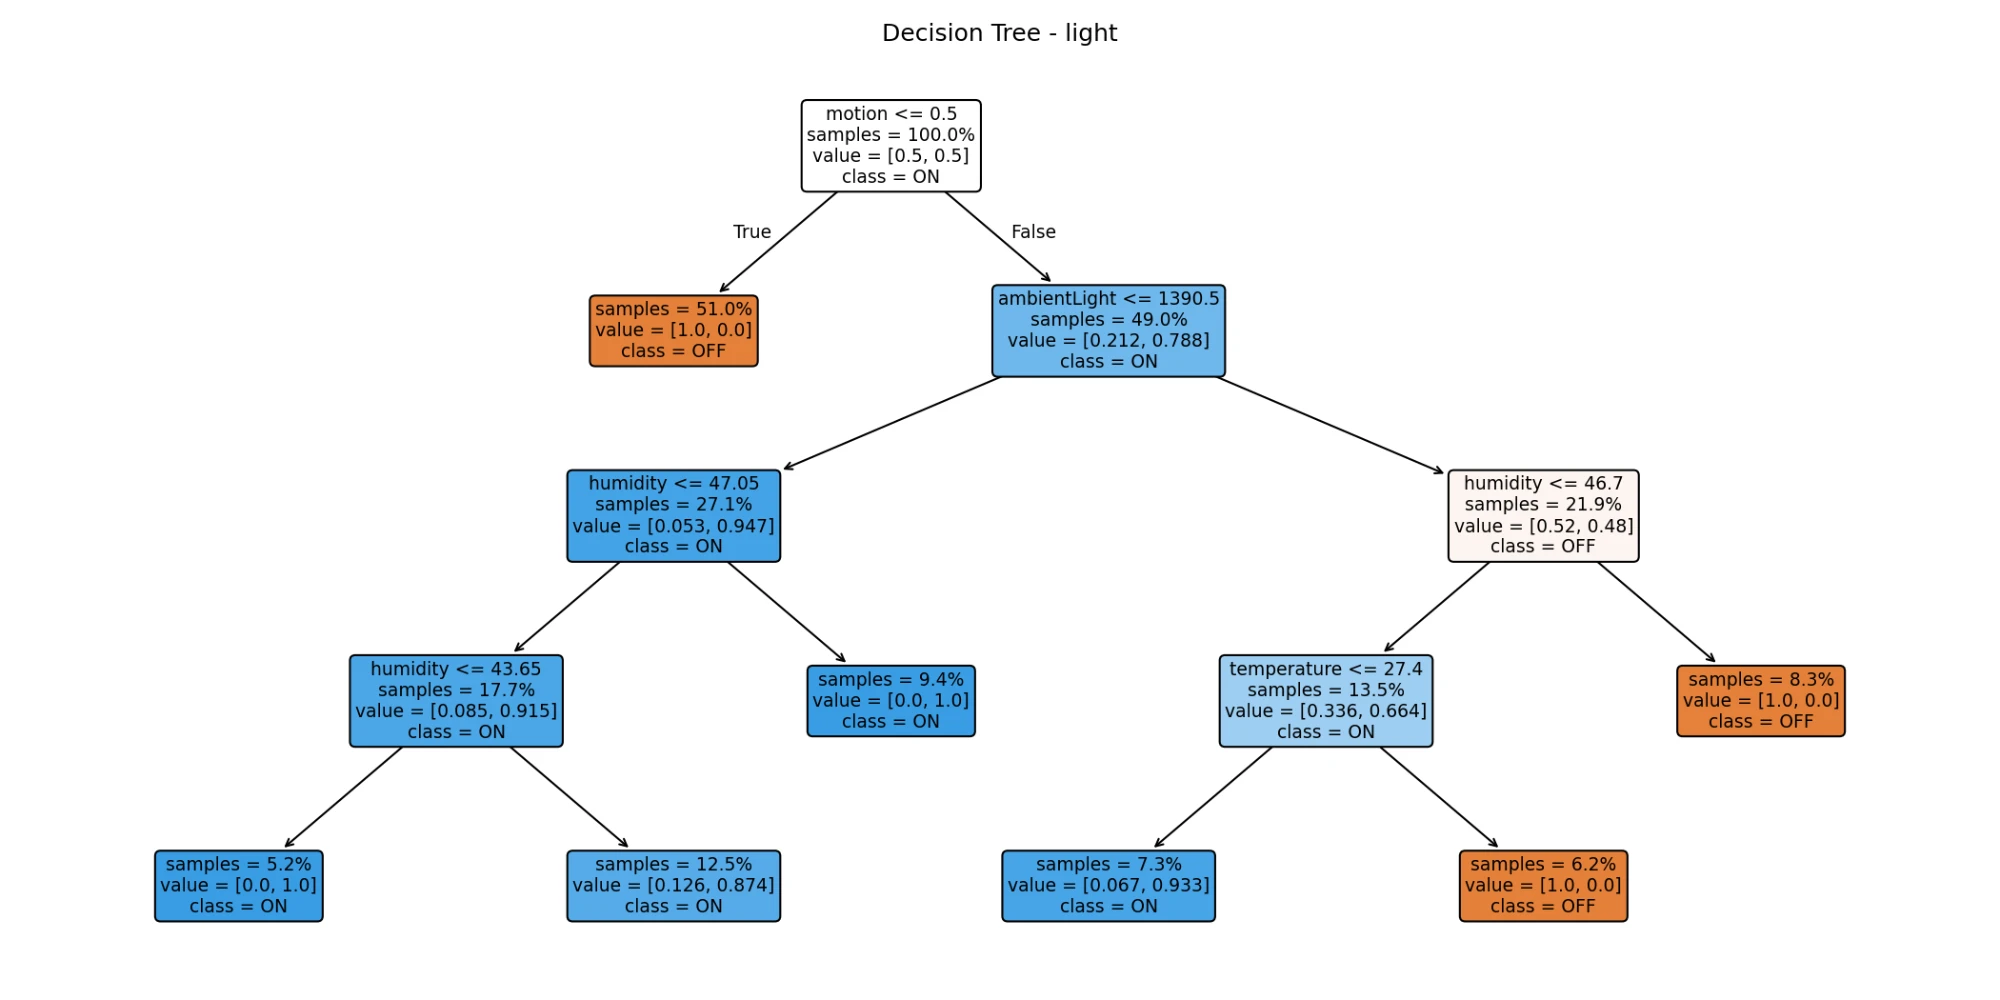 Decision Tree - light
motion <= 0.5
samples = 100.0%
value = [0.5, 0.5]
class = ON
True
False
samples = 51.0%
value = [1.0, 0.0]
class = OFF
ambientLight <= 1390.5
samples = 49.0%
value = [0.212, 0.788]
class = ON
humidity <= 47.05
samples = 27.1%
value = [0.053, 0.947]
class = ON
humidity <= 46.7
samples = 21.9%
value = [0.52, 0.48]
class = OFF
humidity <= 43.65
samples = 17.7%
value = [0.085, 0.915]
class = ON
samples = 9.4%
value = [0.0, 1.0]
class = ON
temperature <= 27.4
samples = 13.5%
value = [0.336, 0.664]
class = ON
samples = 8.3%
value = [1.0, 0.0]
class = OFF
samples = 5.2%
value = [0.0, 1.0]
class = ON
samples = 12.5%
value = [0.126, 0.874]
class = ON
samples = 7.3%
value = [0.067, 0.933]
class = ON
samples = 6.2%
value = [1.0, 0.0]
class = OFF